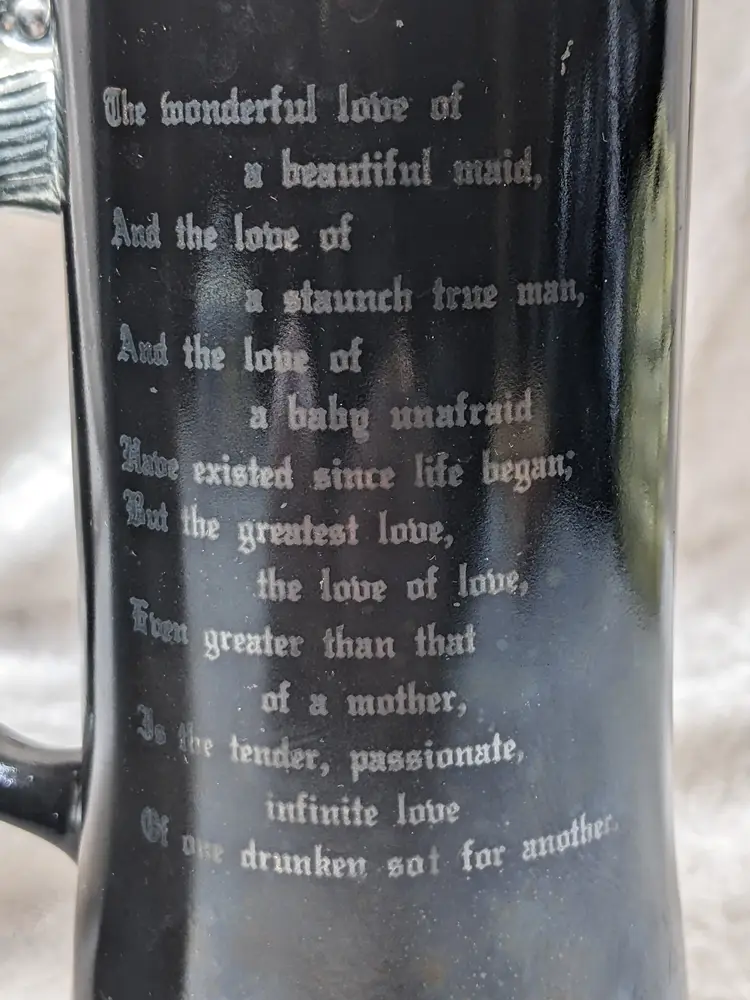 The wonderful love of
a beautiful maid,
And the love of
a staunch true man,
And the love of
a baby unafraid
Have existed since life began;
But the greatest love,
the love of love,
Even greater than that
of a mother,
Is the tender, passionate,
infinite love
Of one drunken sot for another.